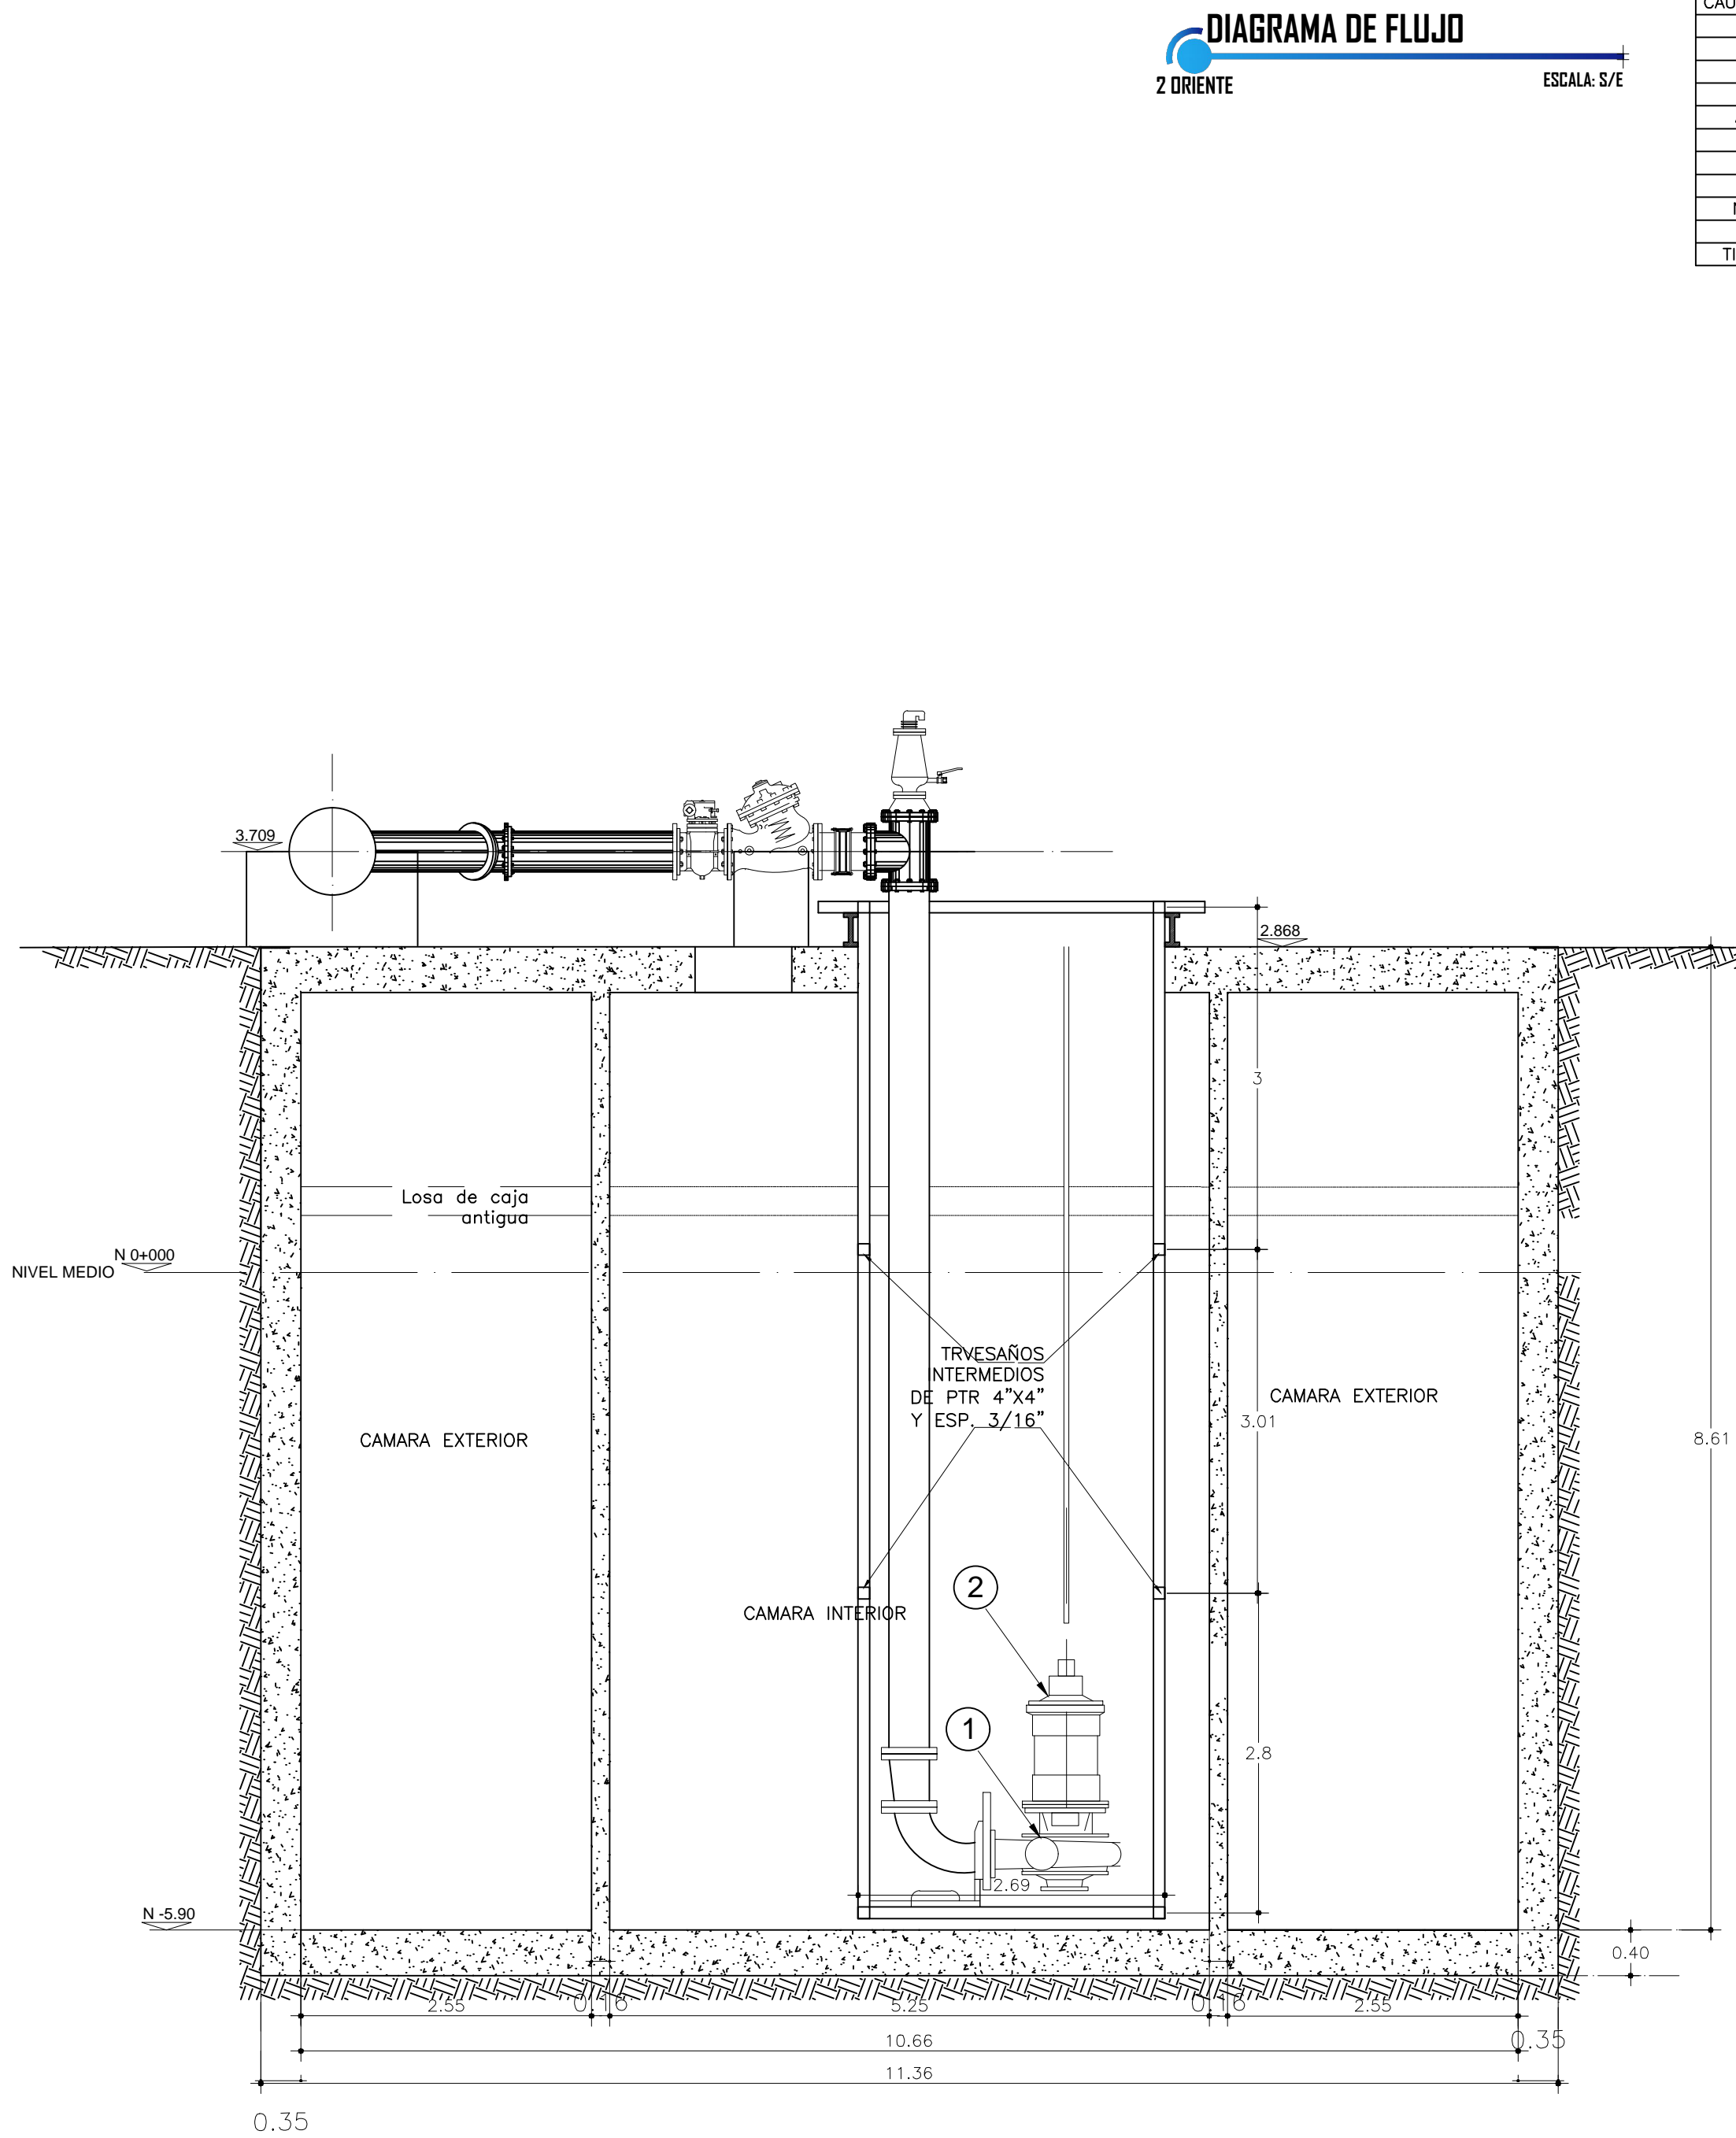 DIAGRAMA DE FLUJO
2 ORIENTE
ESCALA: S/E
3.709
2.868
3
Losa de caja
antigua
N 0+000
NIVEL MEDIO
TRVESAÑOS
INTERMEDIOS
DE PTR 4"X4"
Y ESP. 3/16"
CAMARA EXTERIOR
3.01
CAMARA EXTERIOR
8.61
2
CAMARA INTERIOR
1
2.8
2.69
N -5.90
0.40
2.55
0.16
5.25
0.16
2.55
10.66
0.35
11.36
0.35